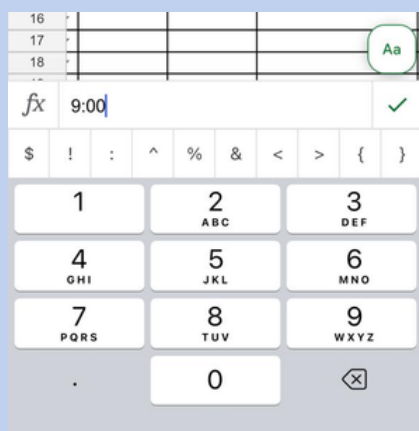 16
17
18
Aa
fx 9:00
$ ! : ^ % & < > { }
1
2 ABC
3 DEF
4 GHI
5 JKL
6 MNO
7 PQRS
8 TUV
9 WXYZ
. 0